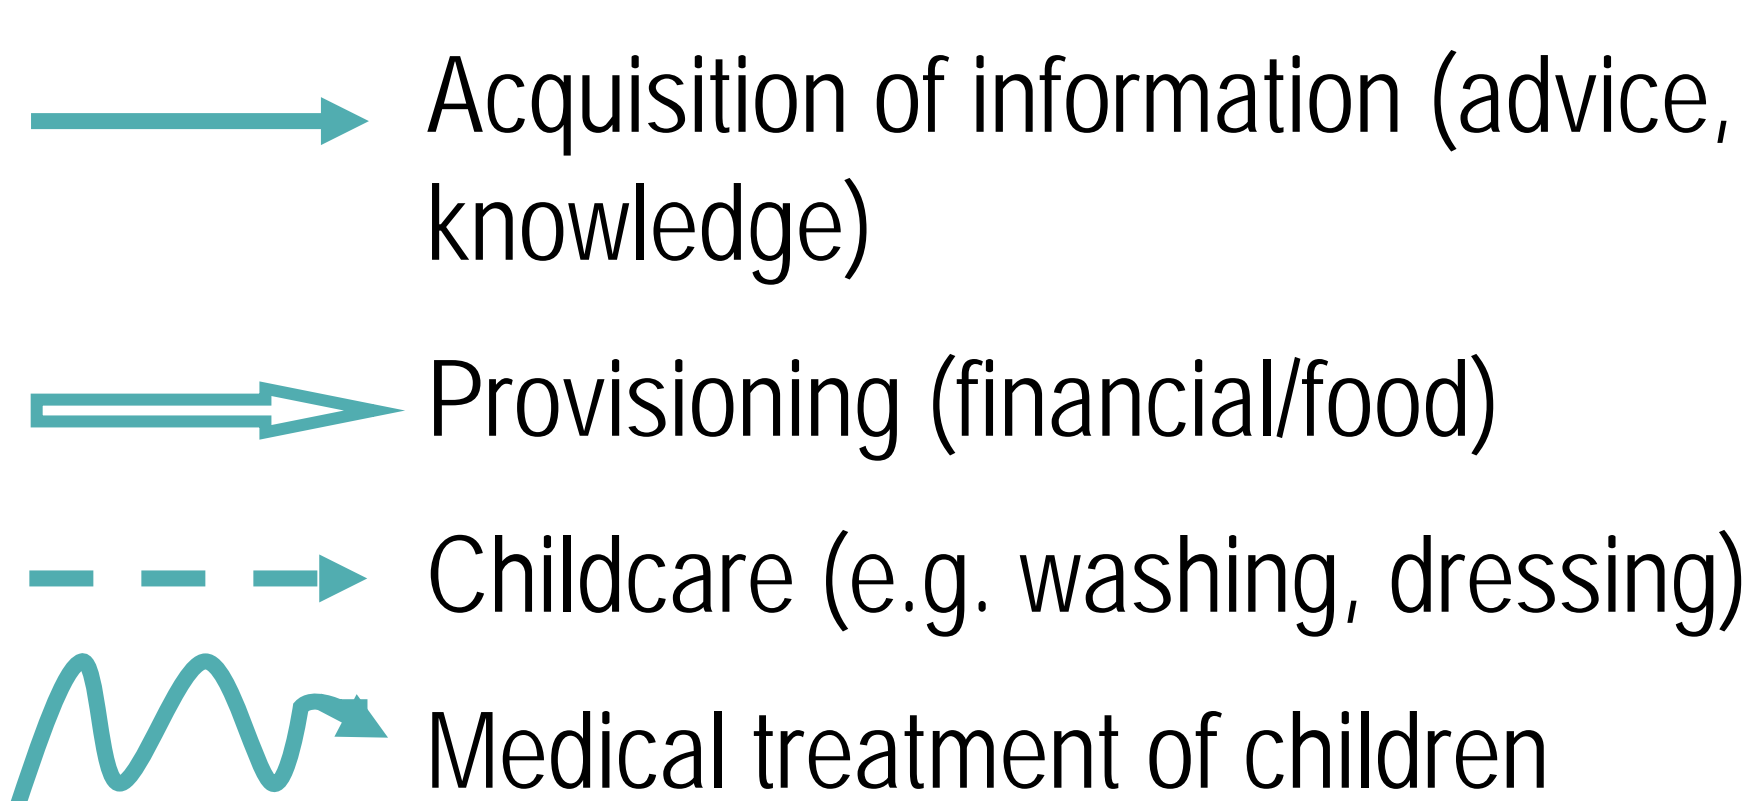 Acquisition of information (advice,
knowledge)
Provisioning (financial/food)
Childcare (e.g. washing, dressing)
Medical treatment of children